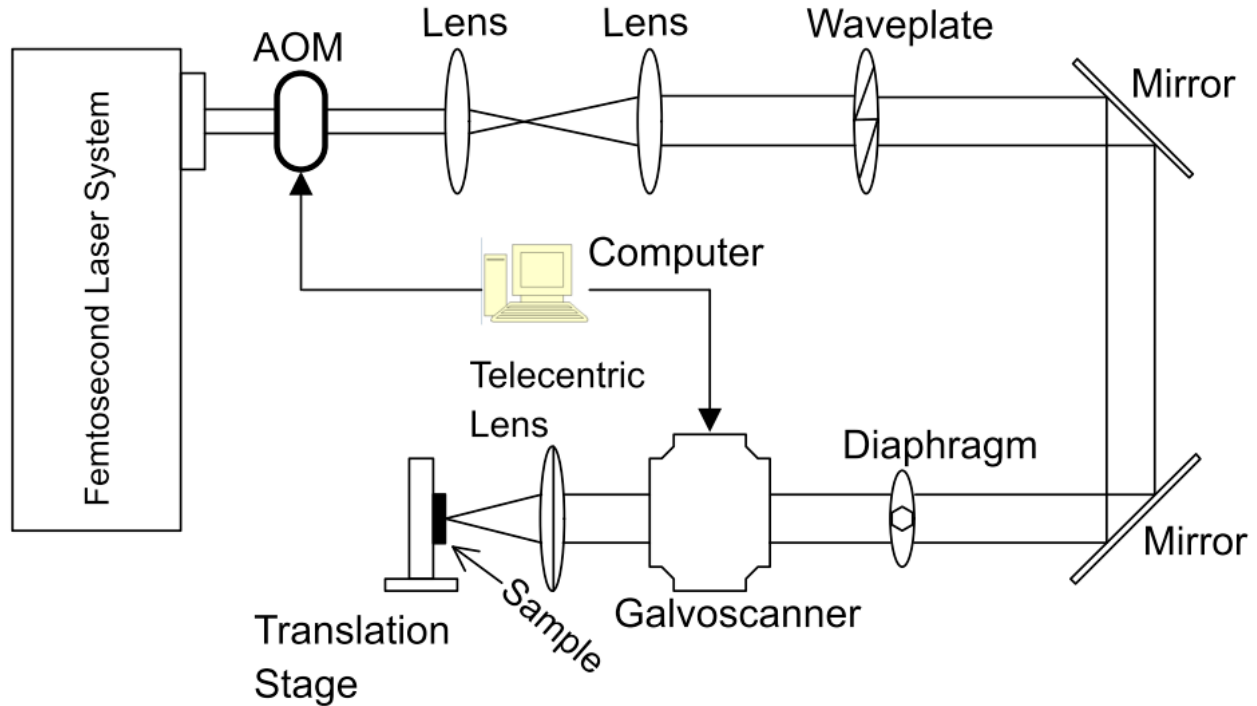 Lens
Lens
Waveplate
AOM
Mirror
Femtosecond Laser System
Computer
Telecentric
Lens
Diaphragm
Mirror
Sample
Galvoscanner
Translation
Stage